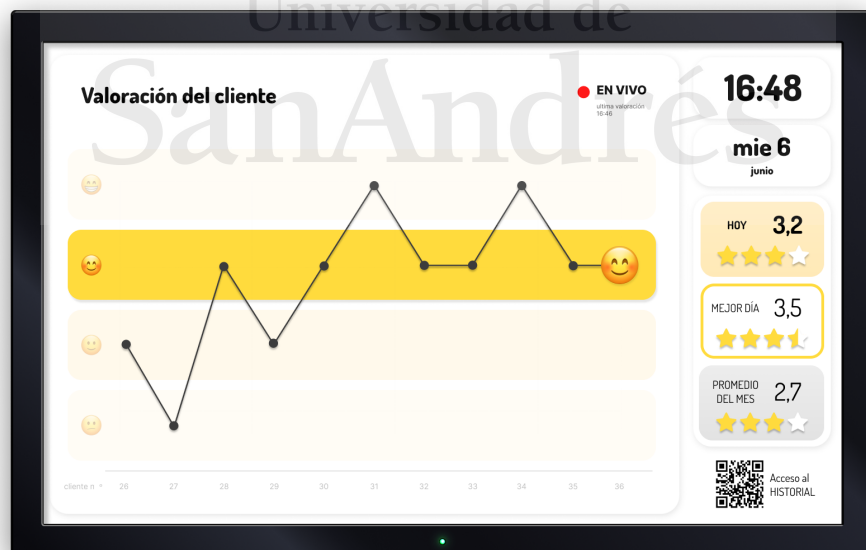 Universidad de
SanAndrés
Valoración del cliente
EN VIVO
ultima valoración
16:46
16:48
mie 6
junio
HOY 3,2
MEJOR DÍA 3,5
PROMEDIO
DEL MES 2,7
cliente n° 26 27 28 29 30 31 32 33 34 35 36
Acceso al
HISTORIAL